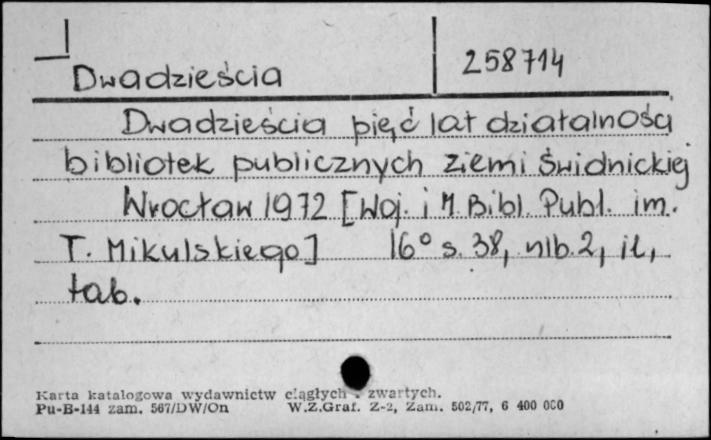 Dwadzieścia 258714
Dwadzieścia pięć lat działalności
bibliotek publicznych ziemi świdnickiej
Wrocław 1972 [Woj. i M. Bibl. Publ. im.
T. Mikulskiego] 16° s. 38, nlb. 2, il.,
tab.
Karta katalogowa wydawnictw ciągłych i zwartych.
Pu-B-144 zam. 567/DW/On W.Z.Graf. Z-2, Zam. 502/77, 6 400 000